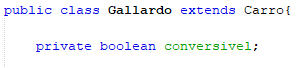 public class Gallardo extends Carro{
private boolean conversivel;